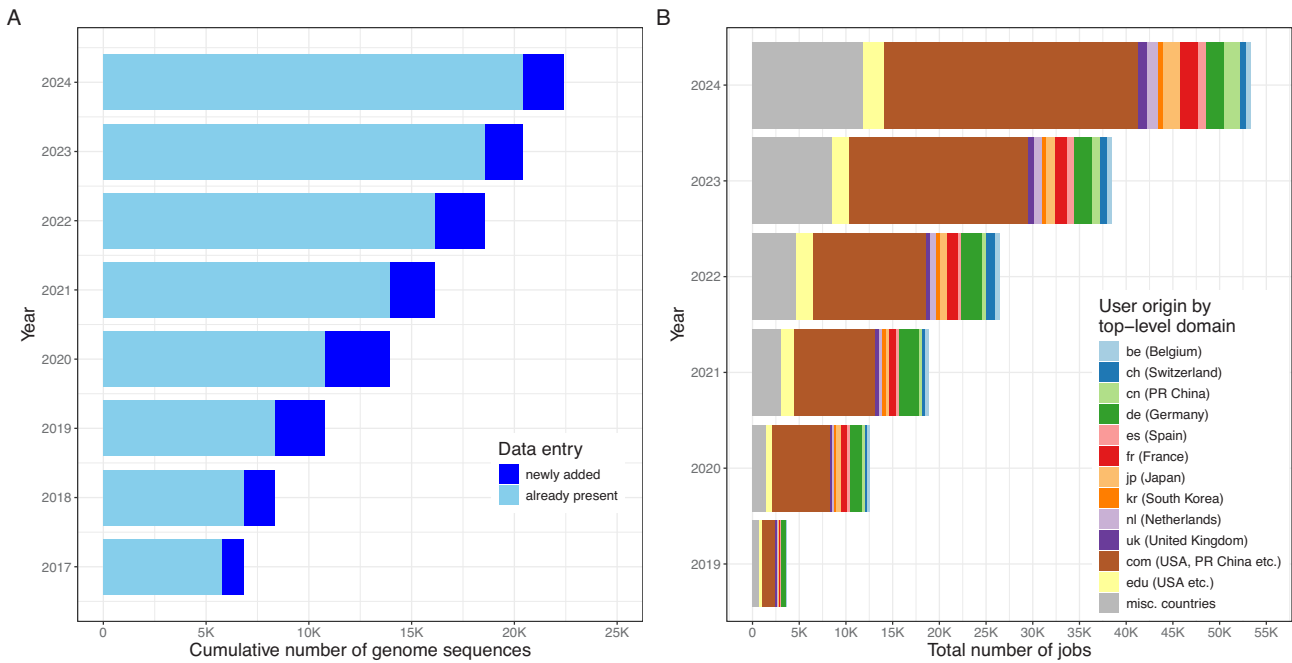 A
2024
2023
2022
2021
2020
2019
2018
2017
Year
0
5K
10K
15K
20K
25K
Cumulative number of genome sequences
Data entry
newly added
already present
B
2024
2023
2022
2021
2020
2019
Year
0
5K
10K
15K
20K
25K
30K
35K
40K
45K
50K
55K
Total number of jobs
User origin by
top−level domain
be (Belgium)
ch (Switzerland)
cn (PR China)
de (Germany)
es (Spain)
fr (France)
jp (Japan)
kr (South Korea)
nl (Netherlands)
uk (United Kingdom)
com (USA, PR China etc.)
edu (USA etc.)
misc. countries